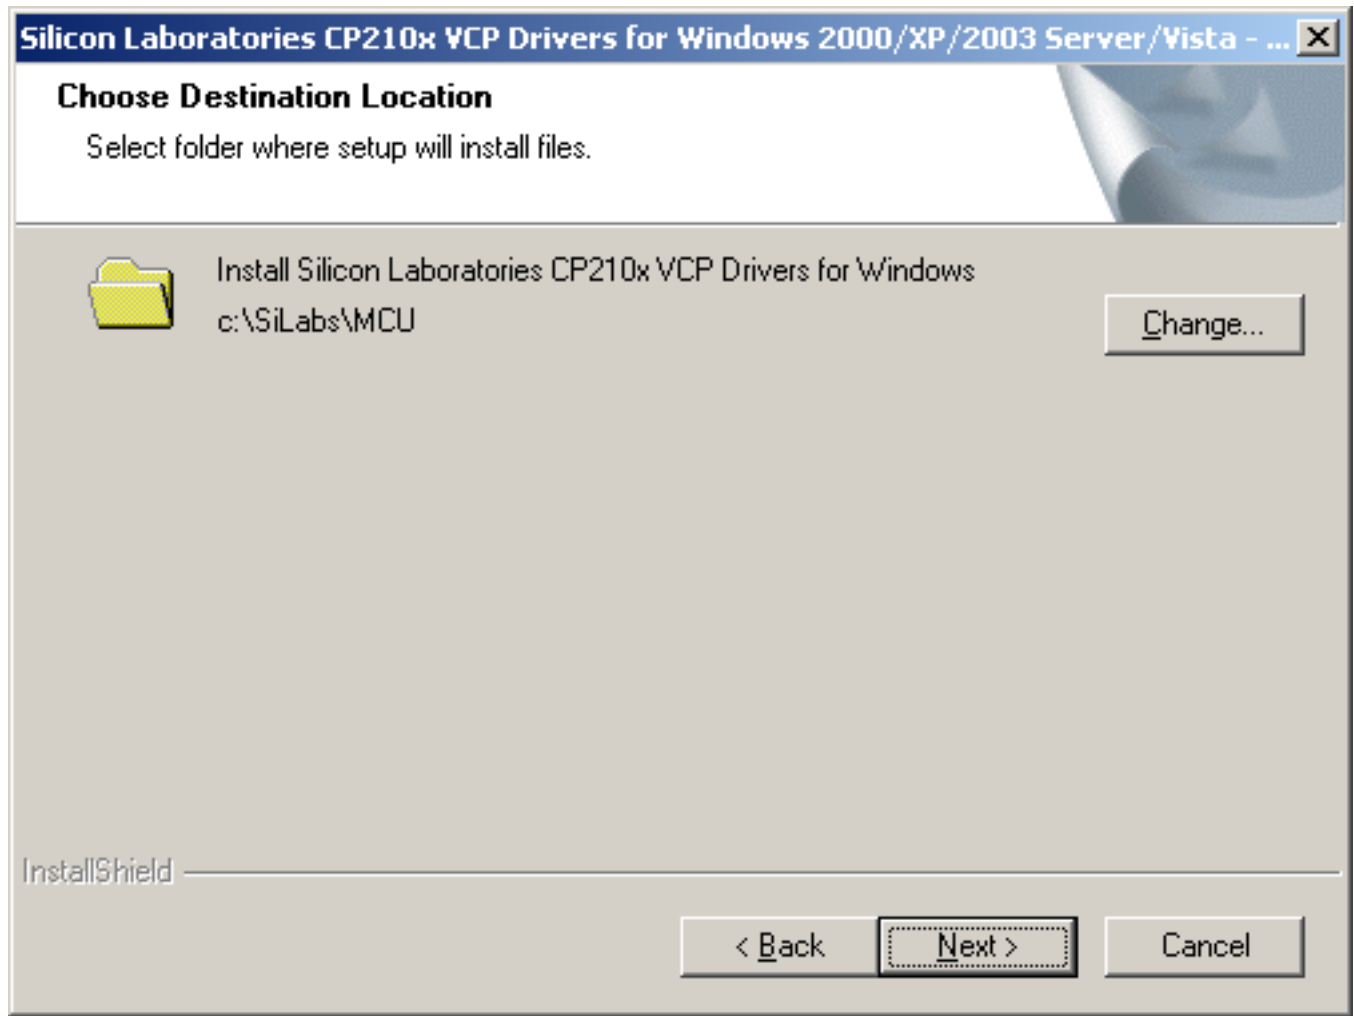 Silicon Laboratories CP210x VCP Drivers for Windows 2000/XP/2003 Server/Vista - ...
Choose Destination Location
Select folder where setup will install files.
Install Silicon Laboratories CP210x VCP Drivers for Windows
c:\SiLabs\MCU
Change...
InstallShield
< Back
Next >
Cancel